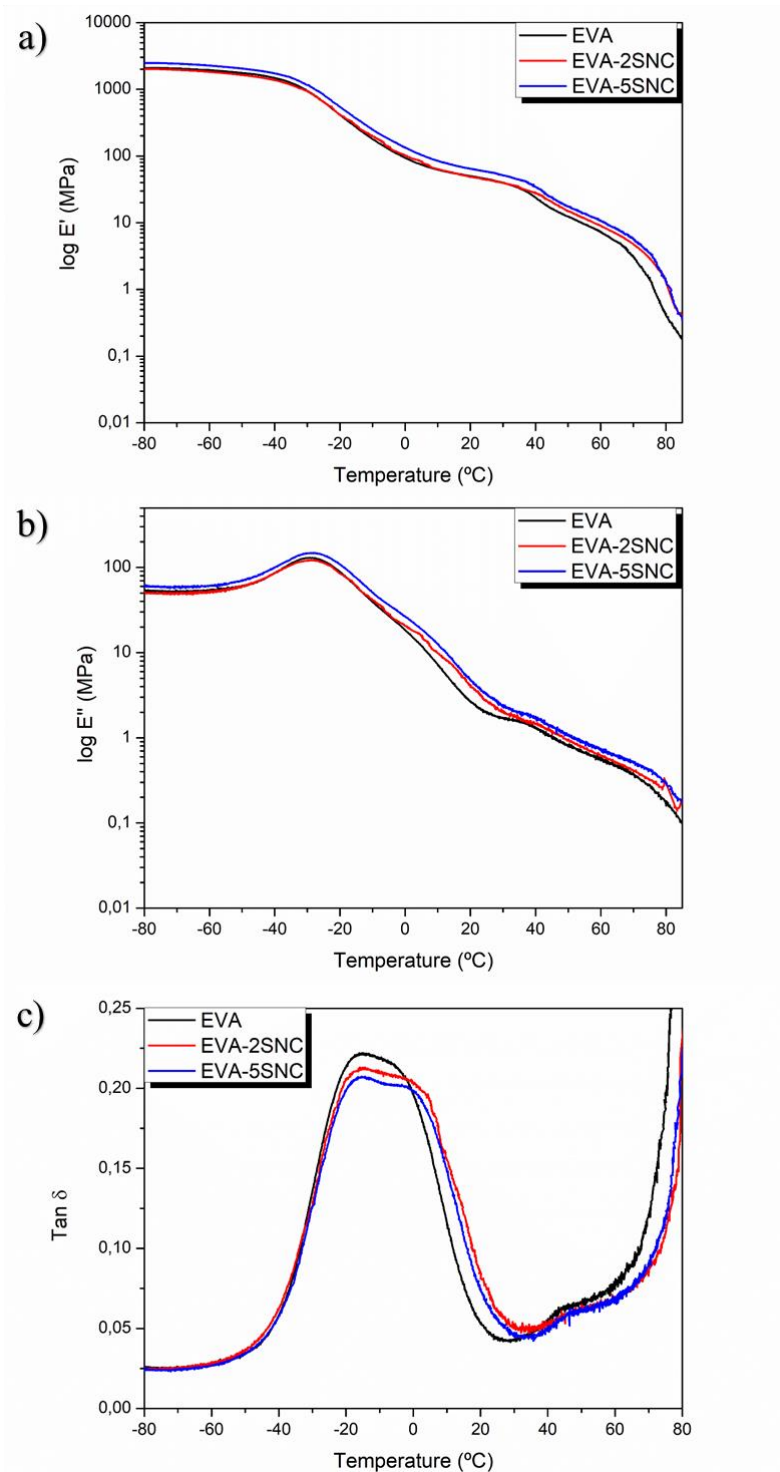 a)
10000
1000
100
10
1
0,1
0,01
log E' (MPa)
EVA
EVA-2SNC
EVA-5SNC
-80 -60 -40 -20 0 20 40 60 80
Temperature (ºC)
b)
100
10
1
0,1
0,01
log E" (MPa)
EVA
EVA-2SNC
EVA-5SNC
-80 -60 -40 -20 0 20 40 60 80
Temperature (ºC)
c)
0,25
0,20
0,15
0,10
0,05
0,00
Tan δ
EVA
EVA-2SNC
EVA-5SNC
-80 -60 -40 -20 0 20 40 60 80
Temperature (ºC)